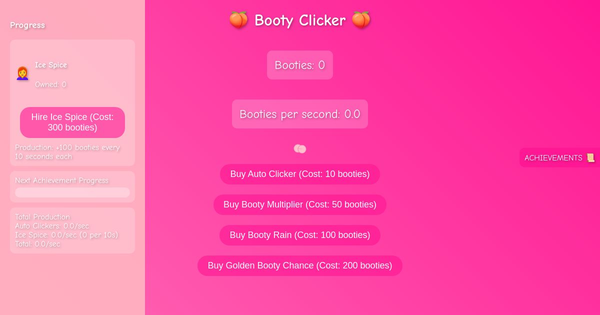 Progress
Ice Spice
Owned: 0
Hire Ice Spice (Cost:
300 booties)
Production: ×100 booties every
10 seconds each
Next Achievement Progress
Total Production:
Auto Clickers: 0.0/sec
Ice Spice: 0.0/sec (0 per 10s)
Total: 0.0/sec
🍑 Booty Clicker 🍑
Booties: 0
Booties per second: 0.0
Buy Auto Clicker (Cost: 10 booties)
Buy Booty Multiplier (Cost: 50 booties)
Buy Booty Rain (Cost: 100 booties)
Buy Golden Booty Chance (Cost: 200 booties)
ACHIEVEMENTS 📜